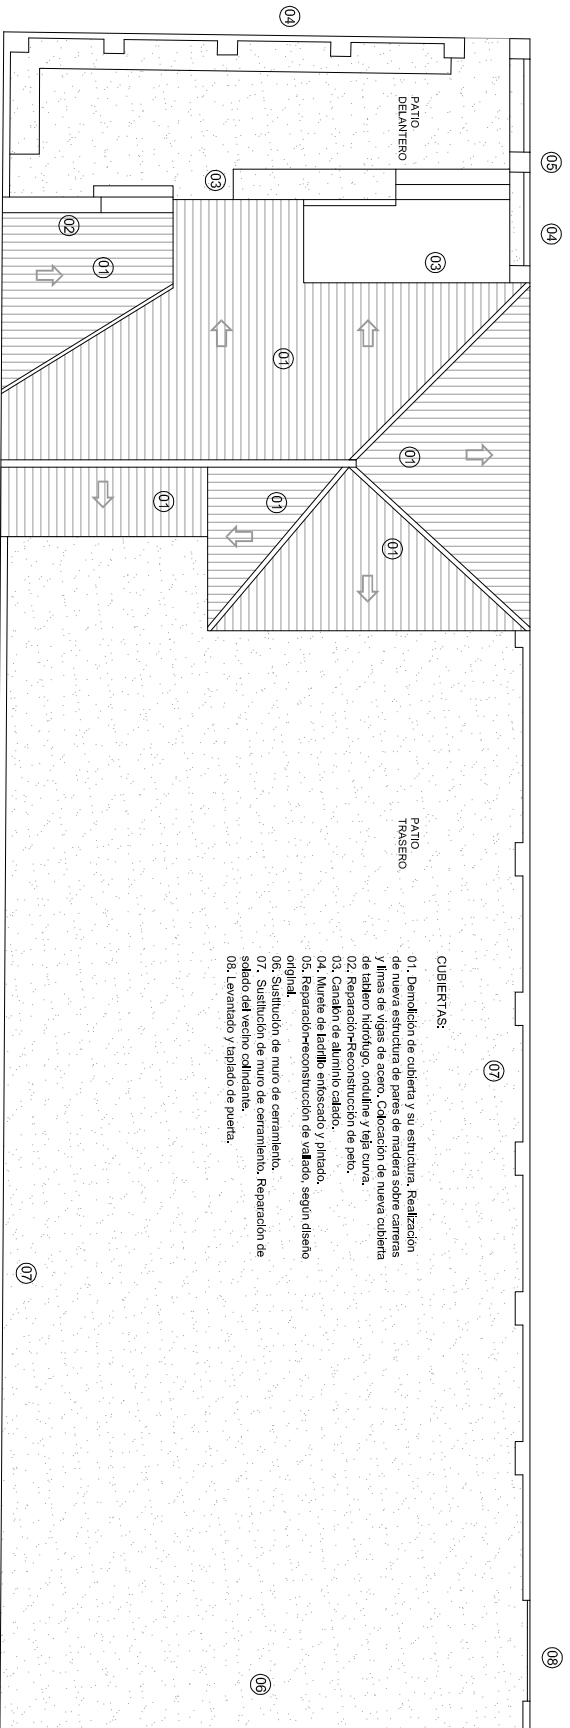 04
05
04
PATIO
DELANTERO
03
03
02
01
01
01
01
01
01
PATIO
TRASERO
CUBIERTAS:
01. Demolición de cubierta y su estructura. Realización
de nueva estructura de pares de madera sobre carreras
y limas de vigas de acero. Colocación de nueva cubierta
de tablero hidrófugo, onduline y teja curva.
02. Reparación-Reconstrucción de peto.
03. Canalón de aluminio calado.
04. Murete de ladrillo enfoscado y pintado.
05. Reparación-reconstrucción de vallado, según diseño
original.
06. Sustitución de muro de cerramiento.
07. Sustitución de muro de cerramiento. Reparación de
solado del vecino colindante.
08. Levantado y tapiado de puerta.
07
07
08
06